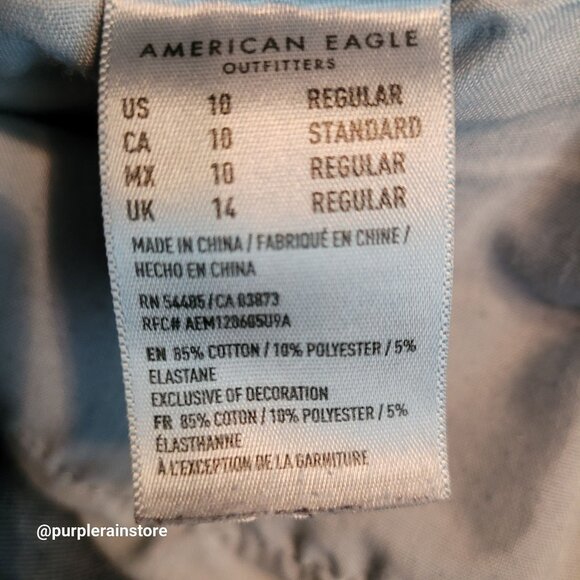 AMERICAN EAGLE
OUTFITTERS
US 10 REGULAR
CA 10 STANDARD
MX 10 REGULAR
UK 14 REGULAR
MADE IN CHINA / FABRIQUÉ EN CHINE /
HECHO EN CHINA
RN 54485 / CA 03873
RFC# AEM120605U9A
EN 85% COTTON / 10% POLYESTER / 5%
ELASTANE
EXCLUSIVE OF DECORATION
FR 85% COTON / 10% POLYESTER / 5%
ÉLASTHANNE
À L'EXCEPTION DE LA GARNITURE
@purplerainstore